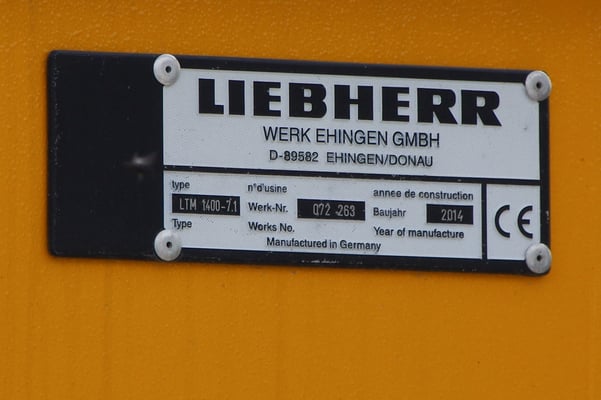 LIEBHERR
WERK EHINGEN GMBH
D-89582 EHINGEN/DONAU
type n°d'usine annee de construction
LTM 1400-7.1 Werk-Nr. 072 263 Baujahr 2014
Type Works No. Year of manufacture
Manufactured in Germany
CE